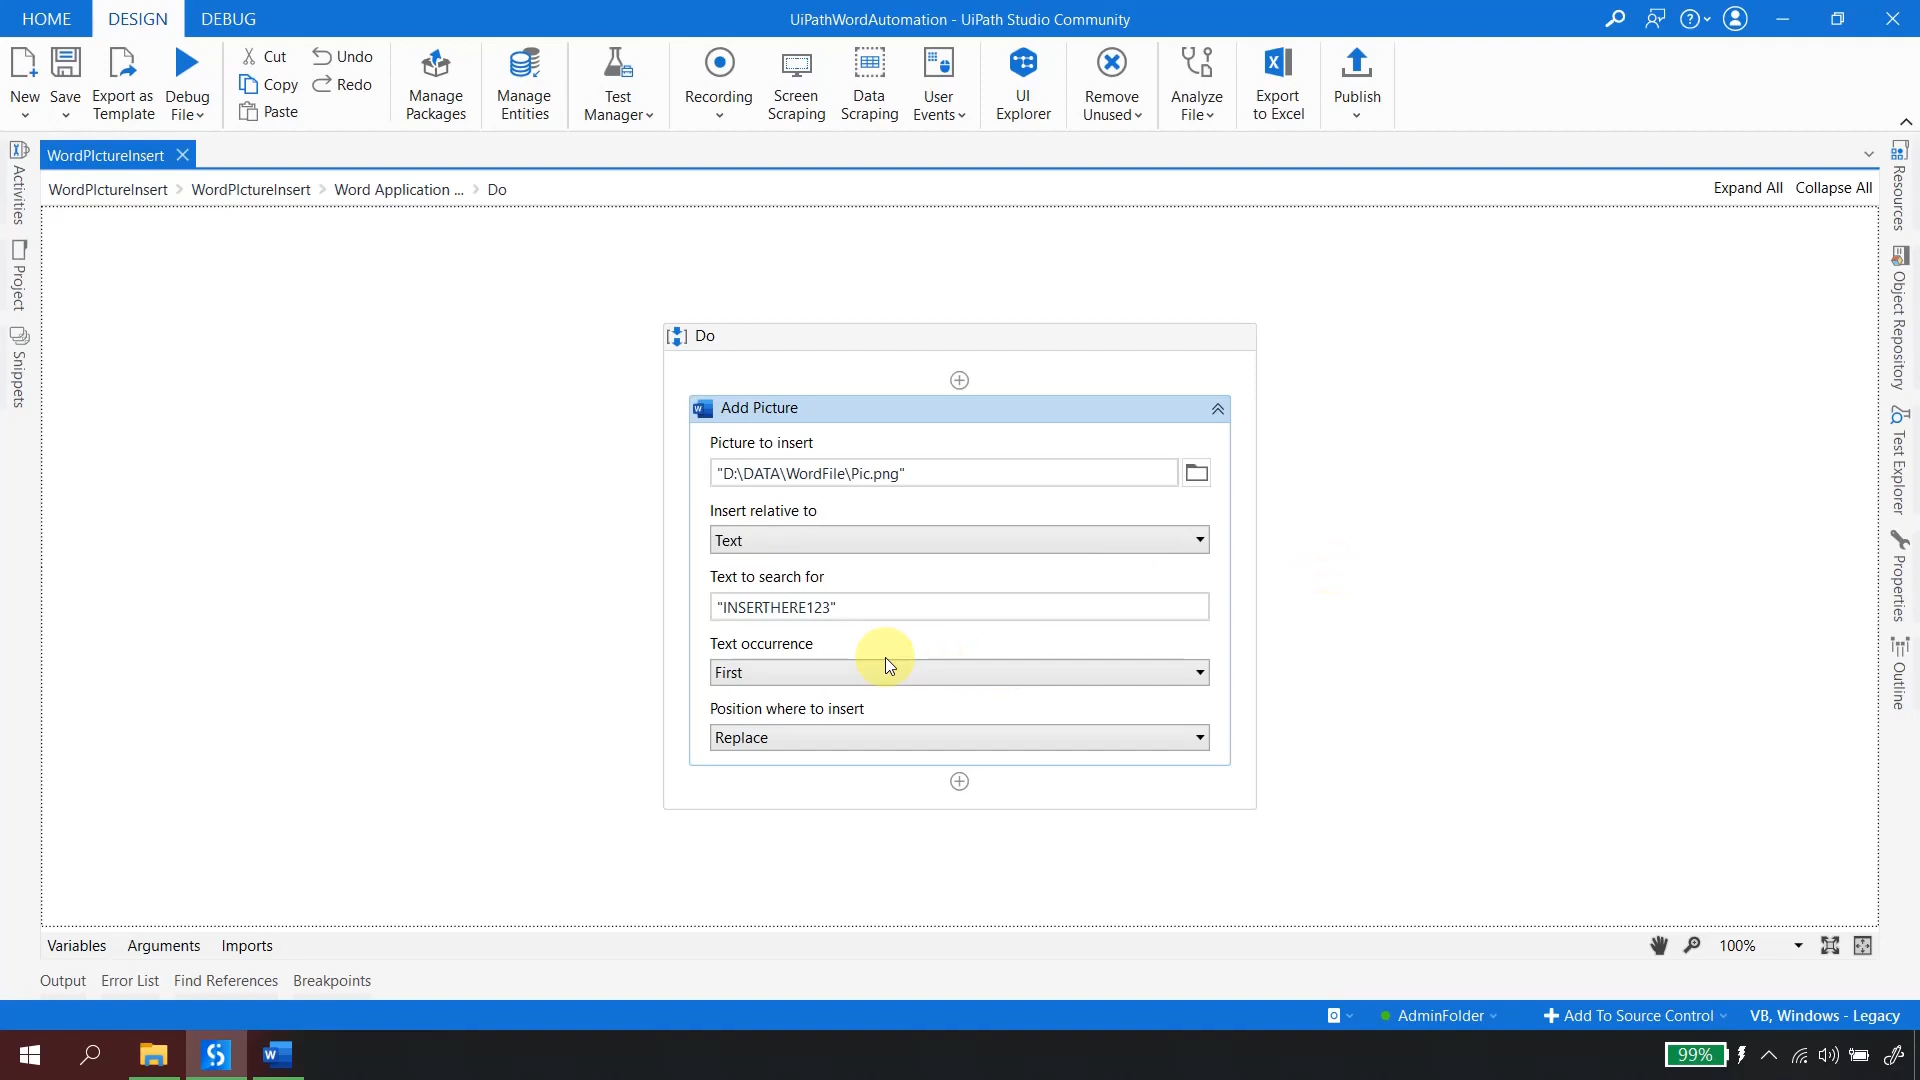 HOME DESIGN DEBUG UiPathWordAutomation - UiPath Studio Community
New Save Export as Template Debug File
Cut Copy Paste Undo Redo
Manage Packages
Manage Entities
Test Manager
Recording
Screen Scraping
Data Scraping
User Events
UI Explorer
Remove Unused
Analyze File
Export to Excel
Publish
WordPIctureInsert
WordPIctureInsert > WordPIctureInsert > Word Application ... > Do Expand All Collapse All
Activities
Project
Snippets
Do
Add Picture
Picture to insert
"D:\DATA\WordFile\Pic.png"
Insert relative to
Text
Text to search for
"INSERTHERE123"
Text occurrence
First
Position where to insert
Replace
Resources
Object Repository
Test Explorer
Properties
Outline
Variables Arguments Imports 100%
Output Error List Find References Breakpoints
AdminFolder Add To Source Control VB, Windows - Legacy
99%